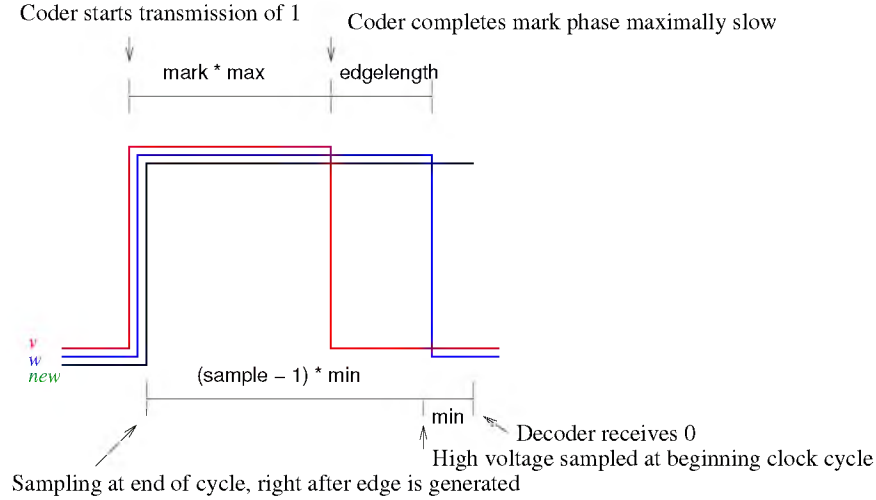 Coder starts transmission of 1
Coder completes mark phase maximally slow
mark * max
edgelength
v
w
new
(sample − 1) * min
min
Decoder receives 0
High voltage sampled at beginning clock cycle
Sampling at end of cycle, right after edge is generated